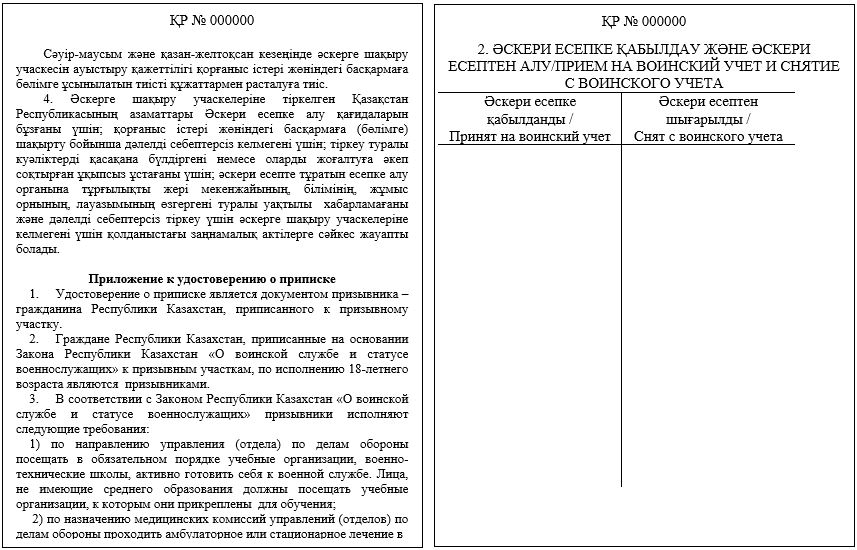 ҚР № 000000
Сәуір-маусым және қазан-желтоқсан кезеңінде әскерге шақыру
учаскесін ауыстыру қажеттілігі қорғаныс істері жөніндегі басқармаға
бөлімге ұсынылатын тиісті құжаттармен расталуға тиіс.
4. Әскерге шақыру учаскелеріне тіркелген Қазақстан
Республикасының азаматтары Әскери есепке алу қағидаларын
бұзғаны үшін; қорғаныс істері жөніндегі басқармаға (бөлімге)
шақырту бойынша дәлелді себептерсіз келмегені үшін; тіркеу туралы
куәліктерді қасақана бүлдіргені немесе оларды жоғалтуға әкеп
соқтырған ұқыпсыз ұстағаны үшін; әскери есепте тұратын есепке алу
органына тұрғылықты жері мекенжайының, білімінің, жұмыс
орнының, лауазымының өзгергені туралы уақтылы хабарламағаны
және дәлелді себептерсіз тіркеу үшін әскерге шақыру учаскелеріне
келмегені үшін қолданыстағы заңнамалық актілерге сәйкес жауапты
болады.
Приложение к удостоверению о приписке
1. Удостоверение о приписке является документом призывника –
гражданина Республики Казахстан, приписанного к призывному
участку.
2. Граждане Республики Казахстан, приписанные на основании
Закона Республики Казахстан «О воинской службе и статусе
военнослужащих» к призывным участкам, по исполнению 18-летнего
возраста являются призывниками.
3. В соответствии с Законом Республики Казахстан «О воинской
службе и статусе военнослужащих» призывники исполняют
следующие требования:
1) по направлению управления (отдела) по делам обороны
посещать в обязательном порядке учебные организации, военно-
технические школы, активно готовить себя к военной службе. Лица,
не имеющие среднего образования должны посещать учебные
организации, к которым они прикреплены для обучения;
2) по назначению медицинских комиссий управлений (отделов) по
делам обороны проходить амбулаторное или стационарное лечение в
ҚР № 000000
2. ӘСКЕРИ ЕСЕПКЕ ҚАБЫЛДАУ ЖӘНЕ ӘСКЕРИ
ЕСЕПТЕН АЛУ/ПРИЕМ НА ВОИНСКИЙ УЧЕТ И СНЯТИЕ
С ВОИНСКОГО УЧЕТА
Әскери есепке
қабылданды /
Принят на воинский учет
Әскери есептен
шығарылды /
Снят с воинского учета